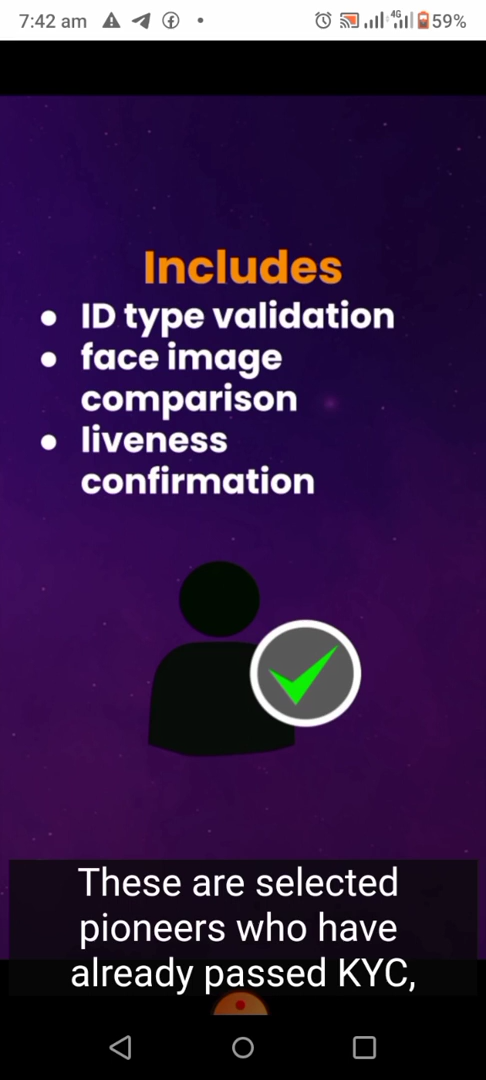 7:42 am
4G
59%
Includes
• ID type validation
• face image
comparison
• liveness
confirmation
These are selected
pioneers who have
already passed KYC,